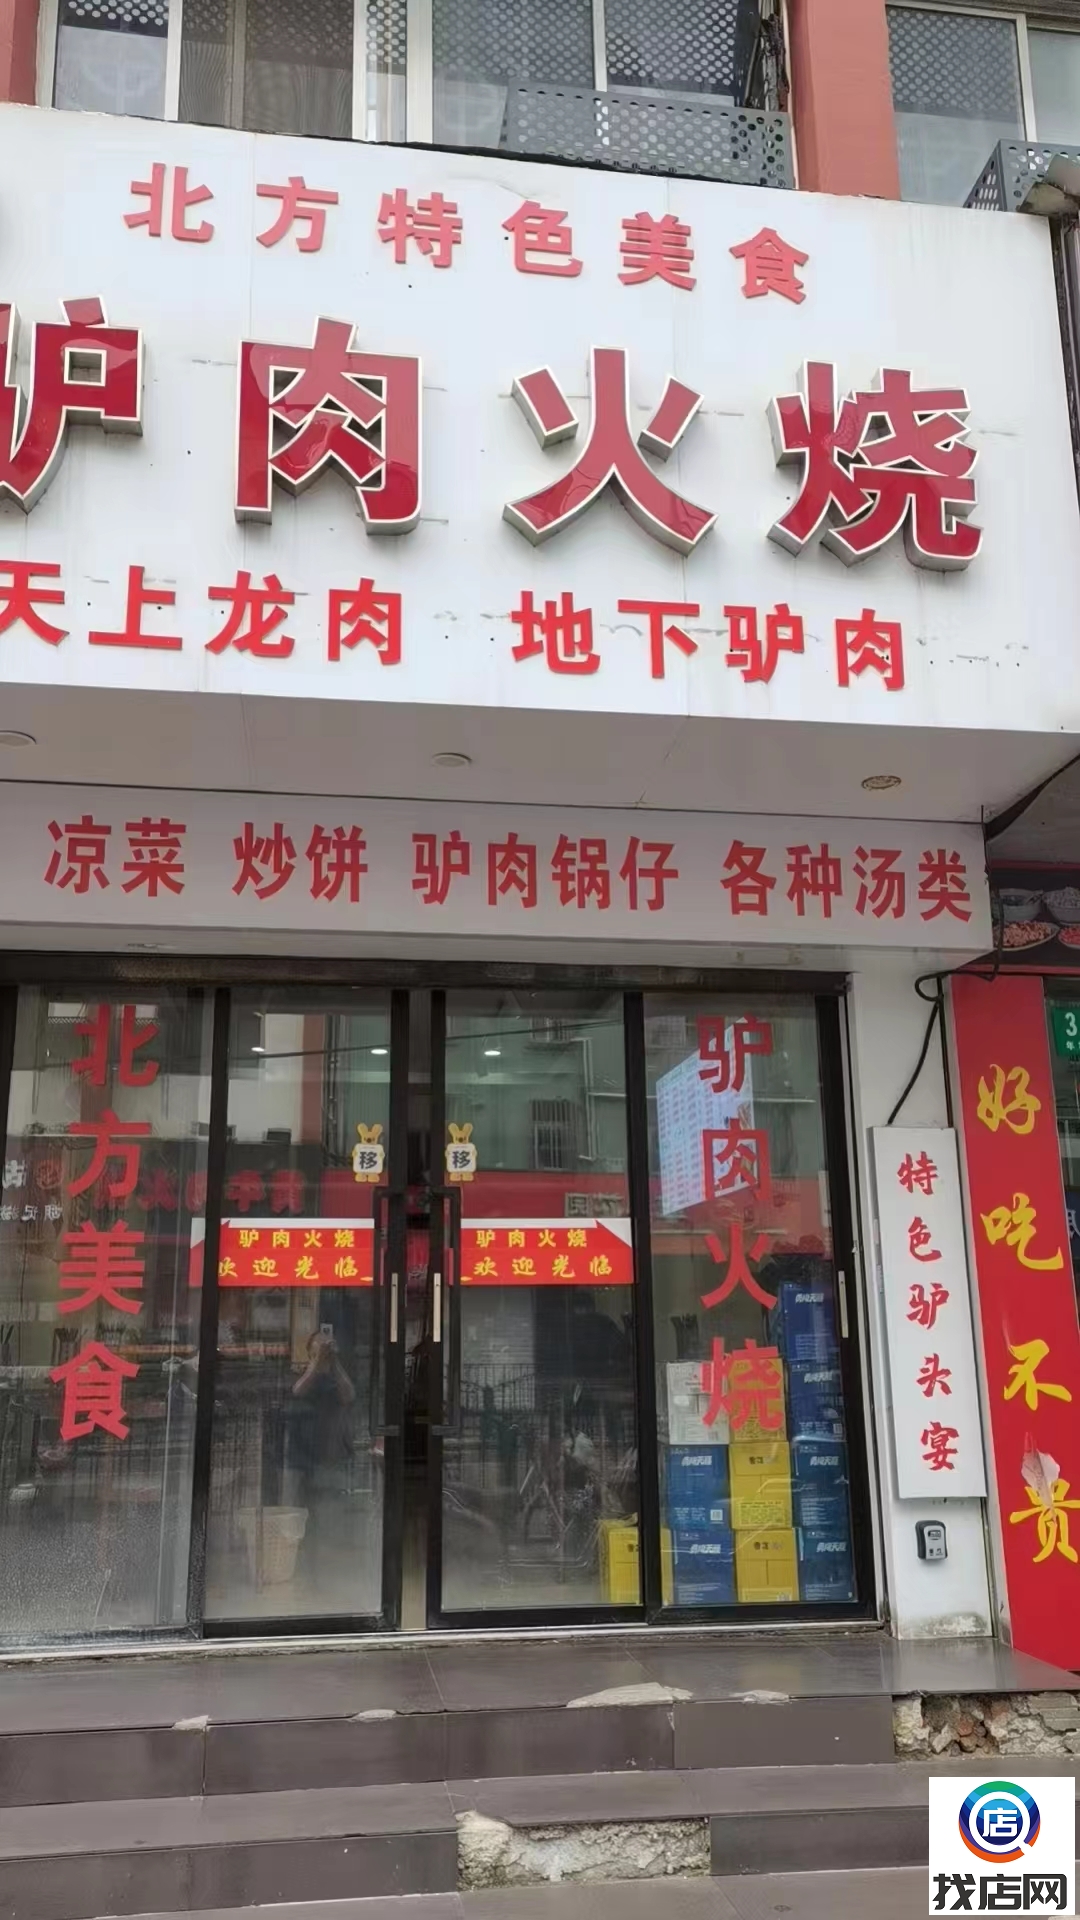 北方特色美食
驴肉火烧
天上龙肉 地下驴肉
凉菜 炒饼 驴肉锅仔 各种汤类
北方美食
驴肉火烧
移
移
驴肉火烧
欢迎光临
驴肉火烧
欢迎光临
特色驴头宴
好吃不贵
3
店
找店网